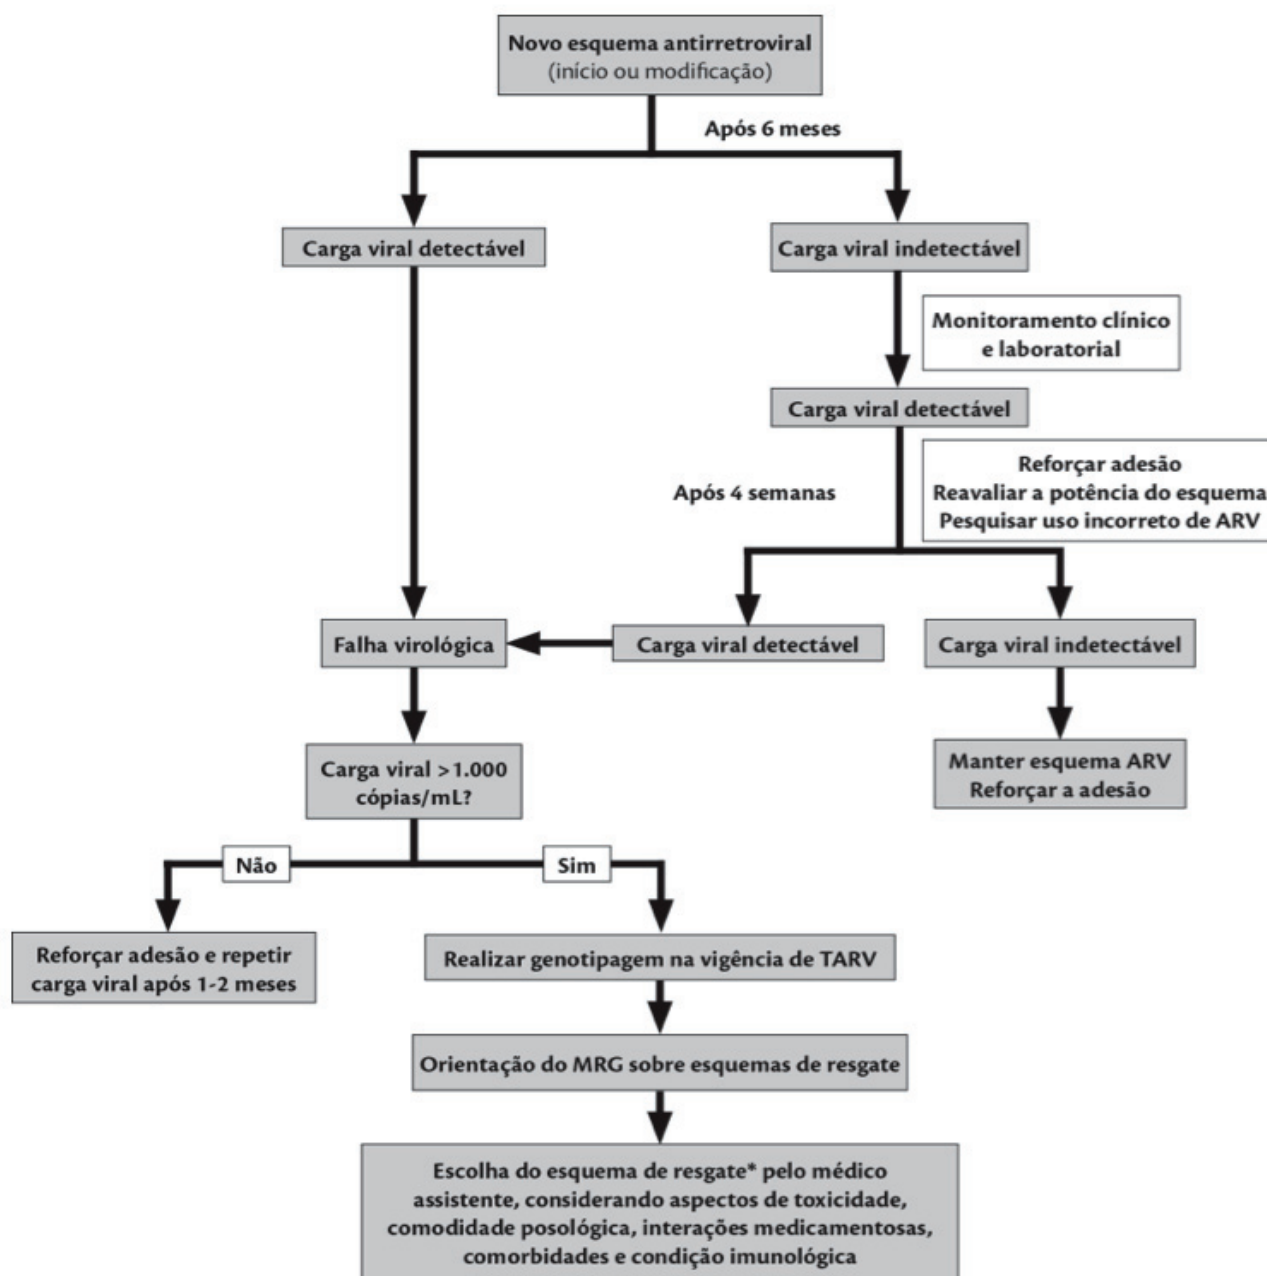 Novo esquema antirretroviral
(início ou modificação)
Após 6 meses
Carga viral detectável
Carga viral indetectável
Monitoramento clínico
e laboratorial
Carga viral detectável
Reforçar adesão
Reavaliar a potência do esquema
Pesquisar uso incorreto de ARV
Após 4 semanas
Falha virológica
Carga viral detectável
Carga viral indetectável
Carga viral >1.000
cópias/mL?
Manter esquema ARV
Reforçar a adesão
Não
Sim
Reforçar adesão e repetir
carga viral após 1-2 meses
Realizar genotipagem na vigência de TARV
Orientação do MRG sobre esquemas de resgate
Escolha do esquema de resgate* pelo médico
assistente, considerando aspectos de toxicidade,
comodidade posológica, interações medicamentosas,
comorbidades e condição imunológica